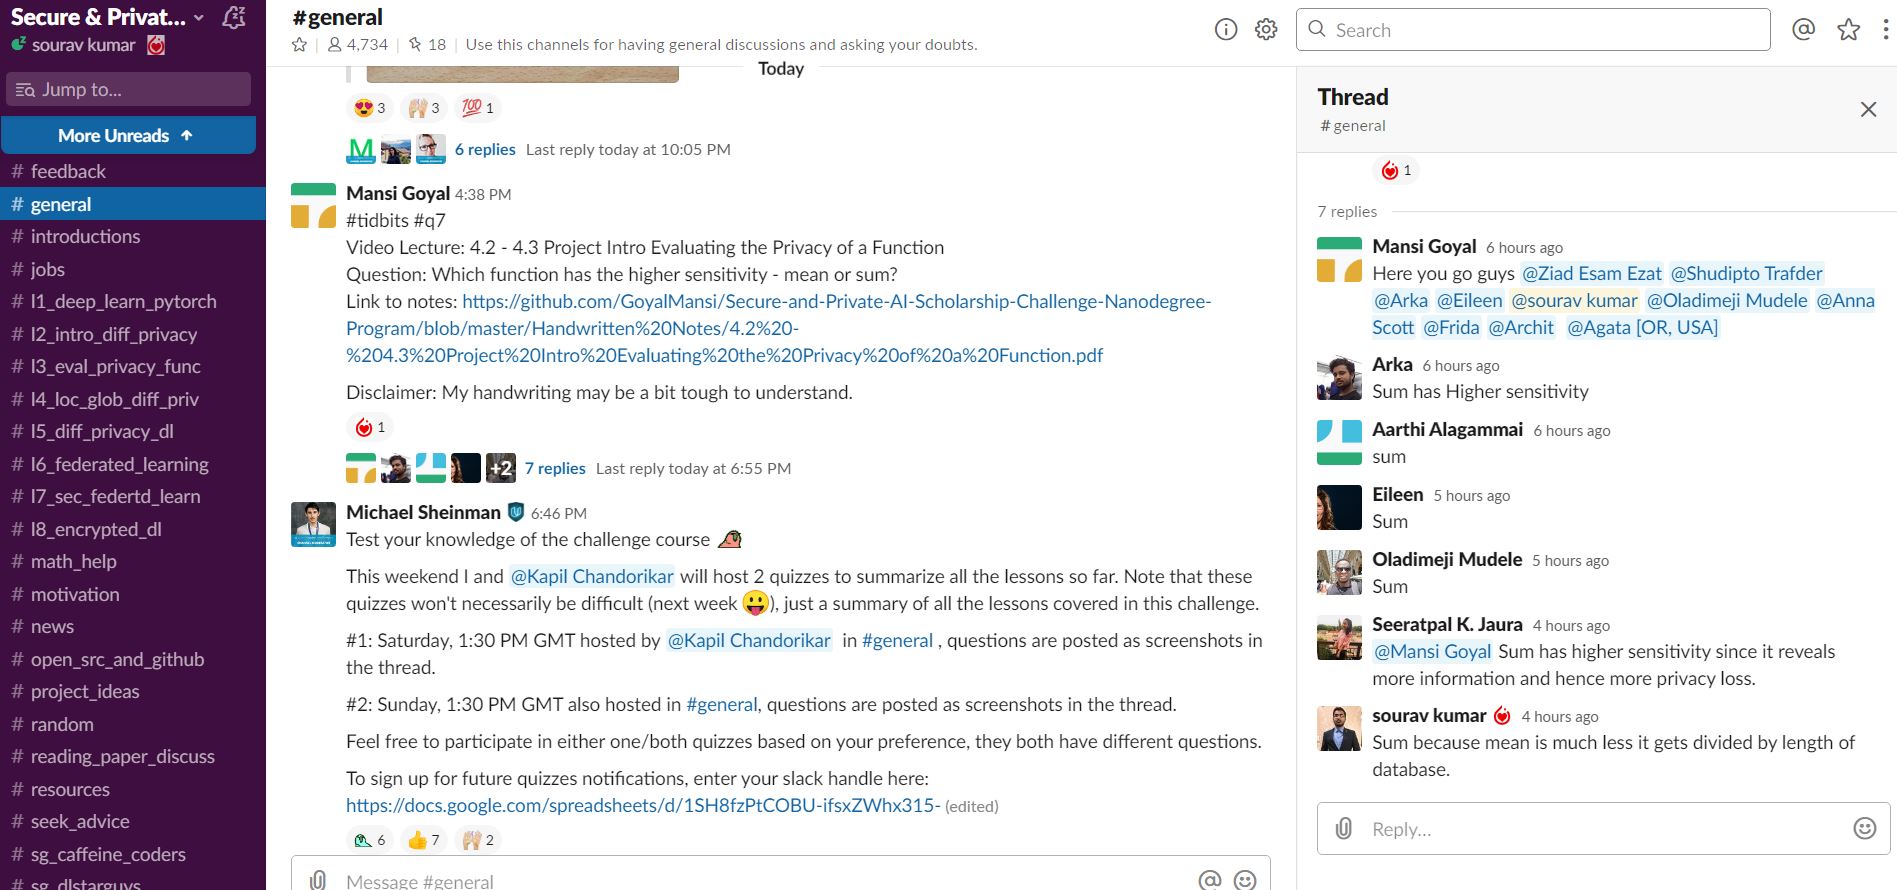 Secure & Privat...
sourav kumar
Jump to...
More Unreads ↑
# feedback
# general
# introductions
# jobs
# l1_deep_learn_pytorch
# l2_intro_diff_privacy
# l3_eval_privacy_func
# l4_loc_glob_diff_priv
# l5_diff_privacy_dl
# l6_federated_learning
# l7_sec_federtd_learn
# l8_encrypted_dl
# math_help
# motivation
# news
# open_src_and_github
# project_ideas
# random
# reading_paper_discuss
# resources
# seek_advice
# sg_caffeine_coders
# sg_dlstarguys
#general
4,734 | 18 | Use this channels for having general discussions and asking your doubts.
Search
Today
3 3 100 1
6 replies Last reply today at 10:05 PM
Mansi Goyal 4:38 PM
#tidbits #q7
Video Lecture: 4.2 - 4.3 Project Intro Evaluating the Privacy of a Function
Question: Which function has the higher sensitivity - mean or sum?
Link to notes: https://github.com/GoyalMansi/Secure-and-Private-AI-Scholarship-Challenge-Nanodegree-
Program/blob/master/Handwritten%20Notes/4.2%20-
%204.3%20Project%20Intro%20Evaluating%20the%20Privacy%20of%20a%20Function.pdf
Disclaimer: My handwriting may be a bit tough to understand.
1
+2 7 replies Last reply today at 6:55 PM
Michael Sheinman 6:46 PM
Test your knowledge of the challenge course
This weekend I and @Kapil Chandorikar will host 2 quizzes to summarize all the lessons so far. Note that these
quizzes won't necessarily be difficult (next week 😛), just a summary of all the lessons covered in this challenge.
#1: Saturday, 1:30 PM GMT hosted by @Kapil Chandorikar in #general , questions are posted as screenshots in
the thread.
#2: Sunday, 1:30 PM GMT also hosted in #general, questions are posted as screenshots in the thread.
Feel free to participate in either one/both quizzes based on your preference, they both have different questions.
To sign up for future quizzes notifications, enter your slack handle here:
https://docs.google.com/spreadsheets/d/1SH8fzPtCOBU-ifsxZWhx315- (edited)
6 7 2
Message #general
Thread
# general
1
7 replies
Mansi Goyal 6 hours ago
Here you go guys @Ziad Esam Ezat @Shudipto Trafder
@Arka @Eileen @sourav kumar @Oladimeji Mudele @Anna
Scott @Frida @Archit @Agata [OR, USA]
Arka 6 hours ago
Sum has Higher sensitivity
Aarthi Alagammai 6 hours ago
sum
Eileen 5 hours ago
Sum
Oladimeji Mudele 5 hours ago
Sum
Seeratpal K. Jaura 4 hours ago
@Mansi Goyal Sum has higher sensitivity since it reveals
more information and hence more privacy loss.
sourav kumar 4 hours ago
Sum because mean is much less it gets divided by length of
database.
Reply...